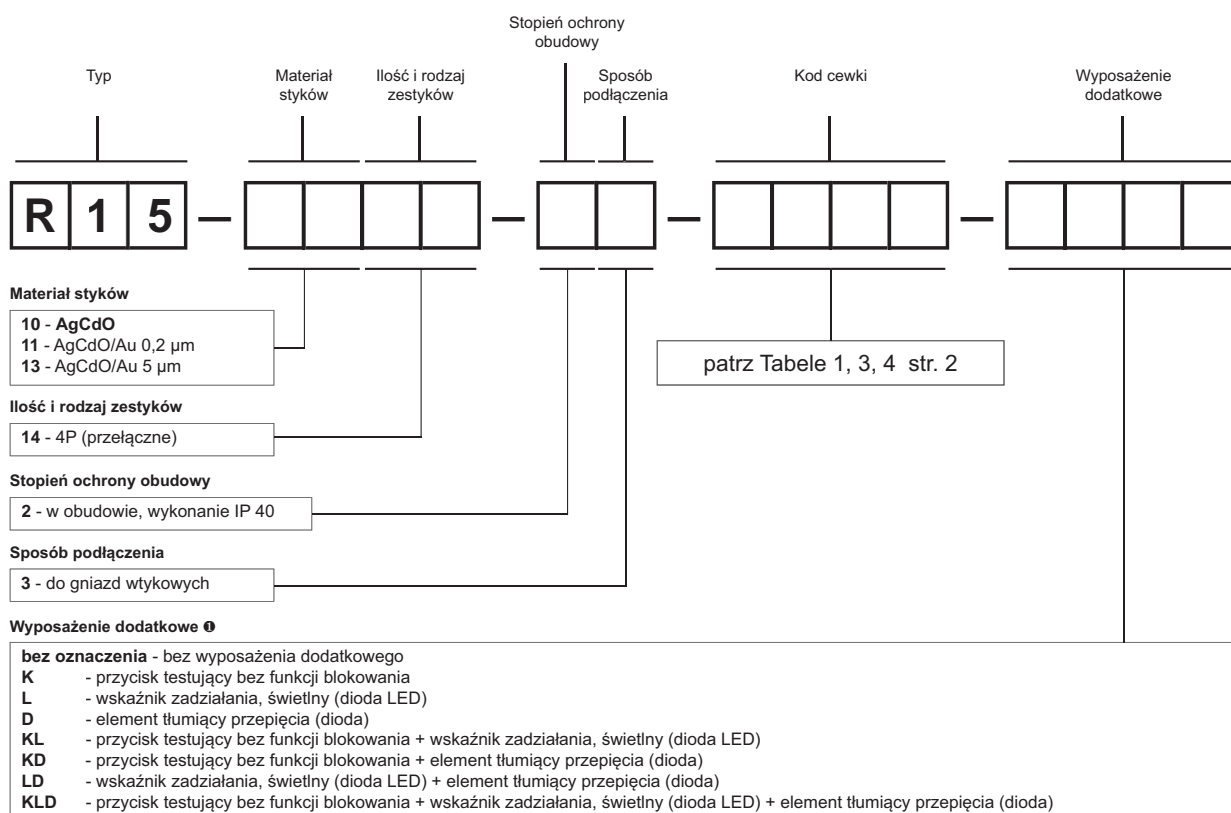 Stopień ochrony
obudowy
Typ
Materiał
styków
Ilość i rodzaj
zestyków
Sposób
podłączenia
Kod cewki
Wyposażenie
dodatkowe
R 1 5 – – – –
Materiał styków
10 - AgCdO
11 - AgCdO/Au 0,2 µm
13 - AgCdO/Au 5 µm
patrz Tabele 1, 3, 4 str. 2
Ilość i rodzaj zestyków
14 - 4P (przełączne)
Stopień ochrony obudowy
2 - w obudowie, wykonanie IP 40
Sposób podłączenia
3 - do gniazd wtykowych
Wyposażenie dodatkowe ❶
bez oznaczenia - bez wyposażenia dodatkowego
K - przycisk testujący bez funkcji blokowania
L - wskaźnik zadziałania, świetlny (dioda LED)
D - element tłumiący przepięcia (dioda)
KL - przycisk testujący bez funkcji blokowania + wskaźnik zadziałania, świetlny (dioda LED)
KD - przycisk testujący bez funkcji blokowania + element tłumiący przepięcia (dioda)
LD - wskaźnik zadziałania, świetlny (dioda LED) + element tłumiący przepięcia (dioda)
KLD - przycisk testujący bez funkcji blokowania + wskaźnik zadziałania, świetlny (dioda LED) + element tłumiący przepięcia (dioda)